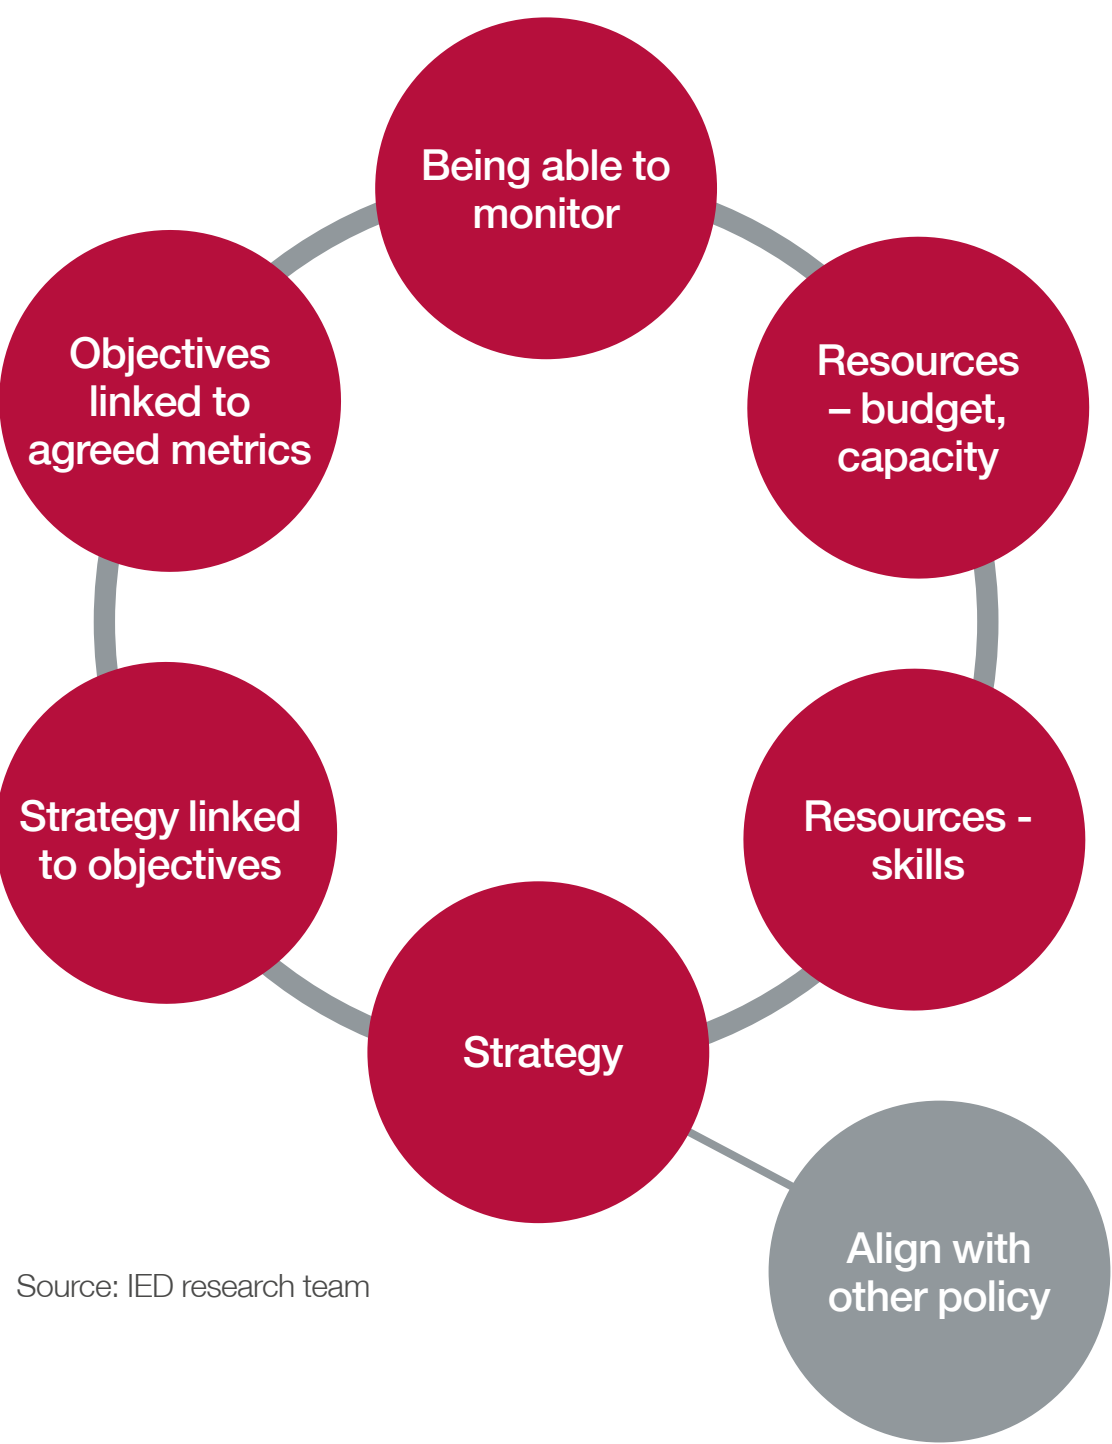 Being able to
monitor
Resources
– budget,
capacity
Resources -
skills
Strategy
Align with
other policy
Strategy linked
to objectives
Objectives
linked to
agreed metrics
Source: IED research team